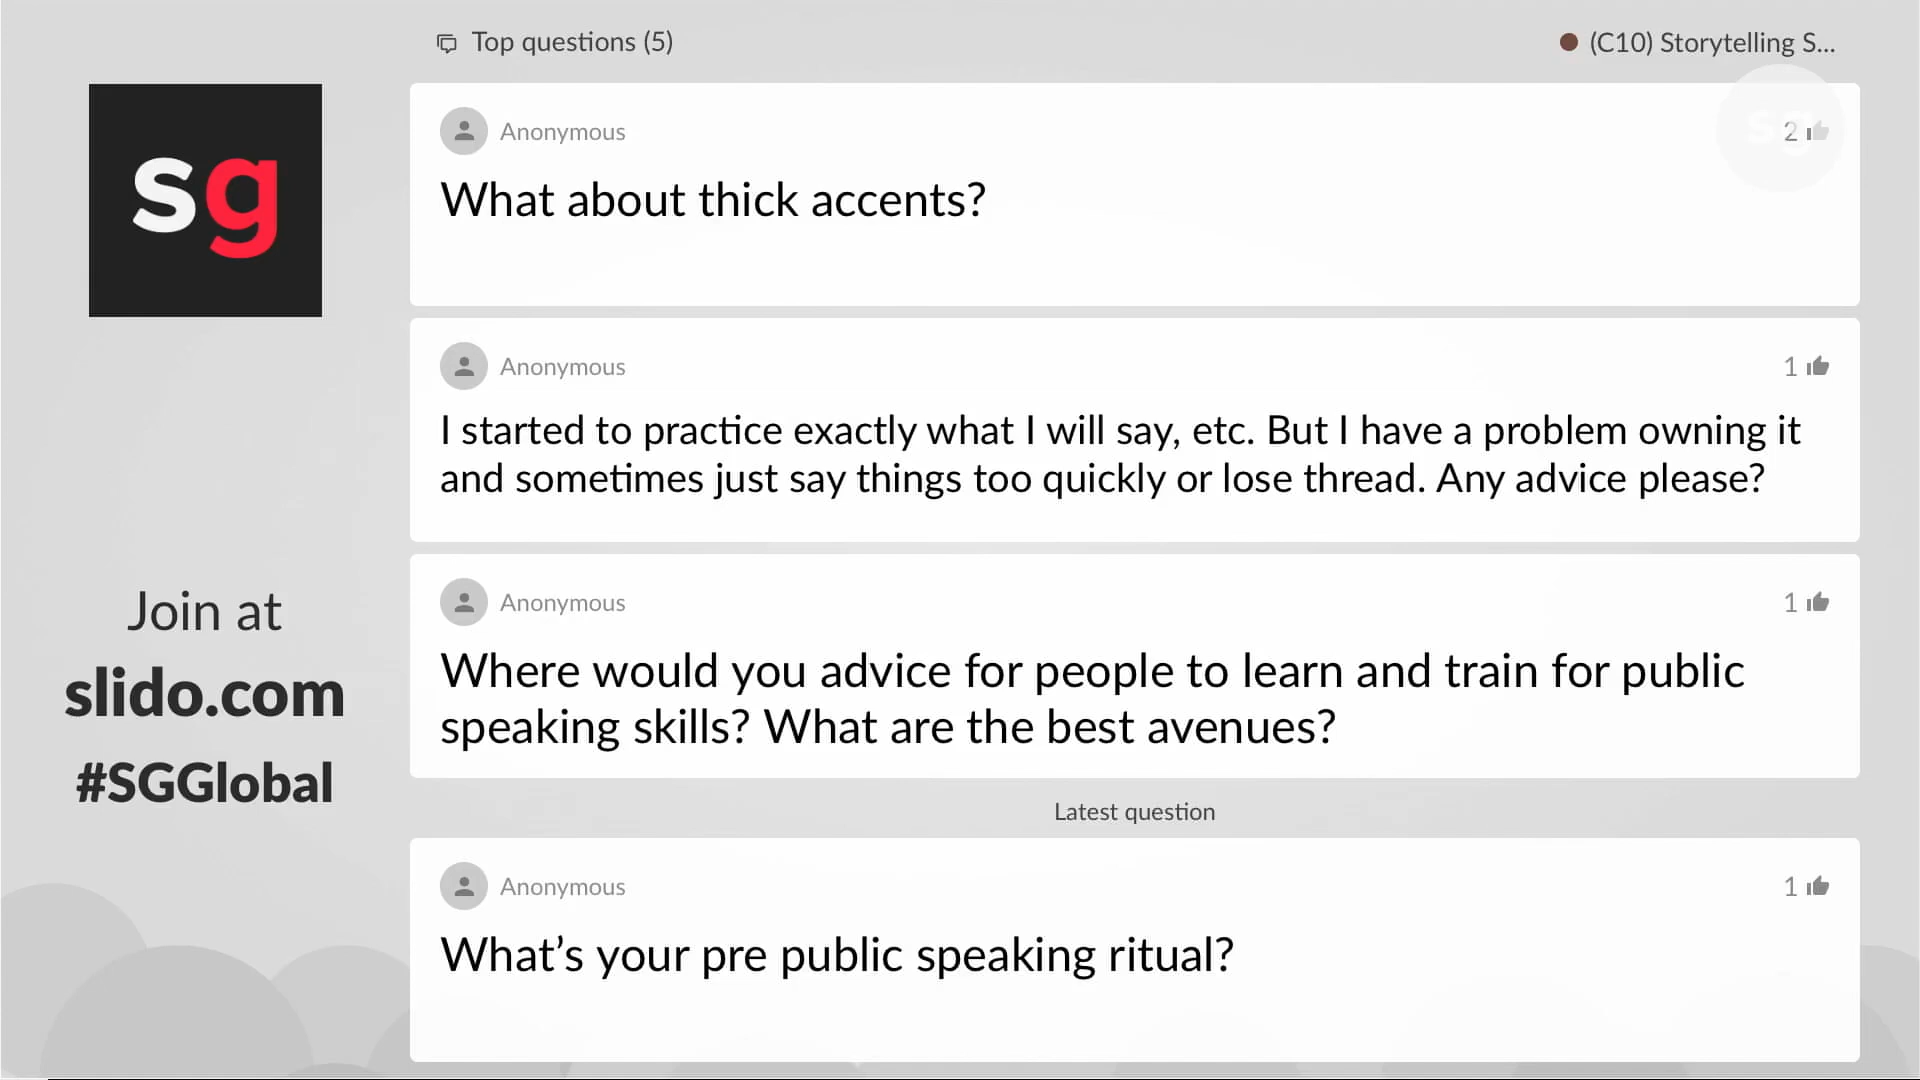 Top questions (5)
(C10) Storytelling S...
sg
Anonymous
2
What about thick accents?
Anonymous
1
I started to practice exactly what I will say, etc. But I have a problem owning it
and sometimes just say things too quickly or lose thread. Any advice please?
Anonymous
1
Where would you advice for people to learn and train for public
speaking skills? What are the best avenues?
Join at
slido.com
#SGGlobal
Latest question
Anonymous
1
What’s your pre public speaking ritual?